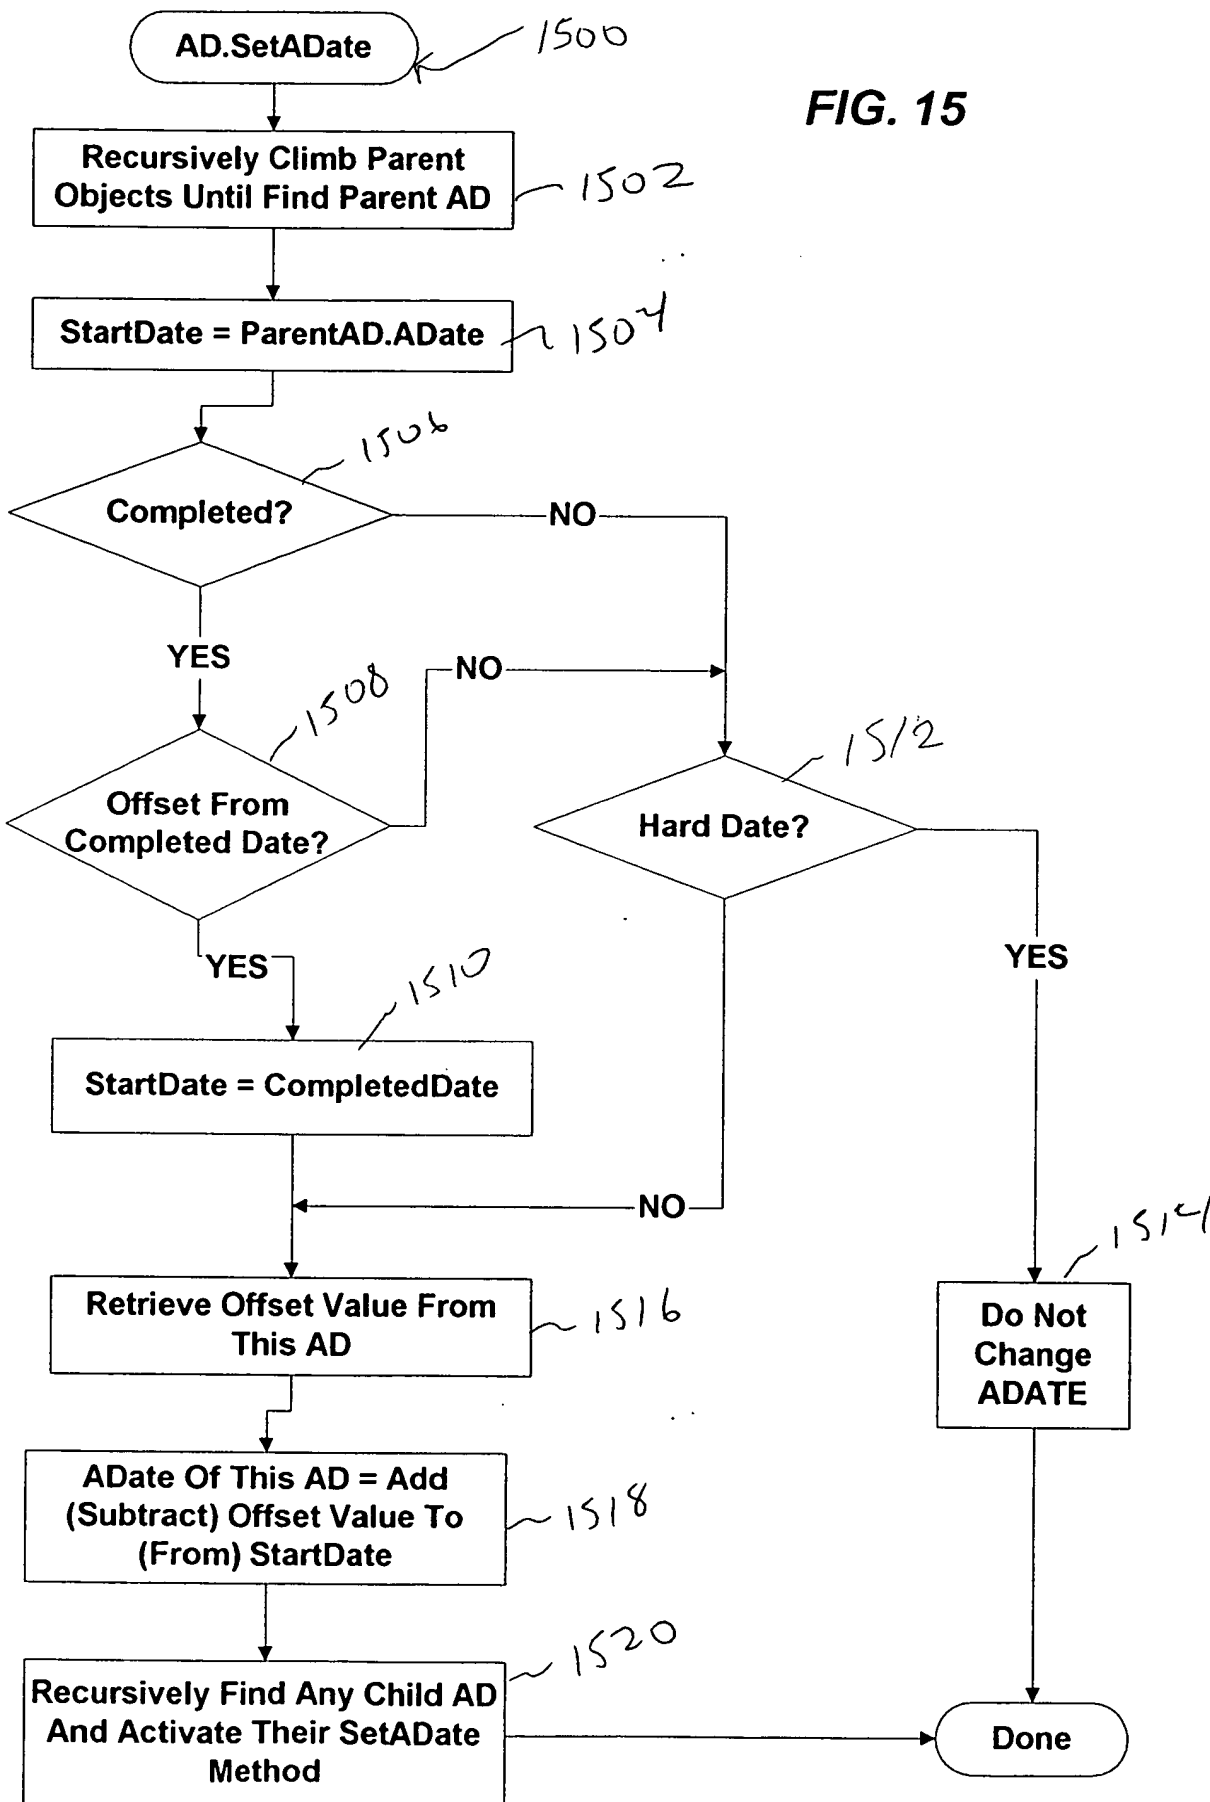 AD.SetADate
1500
FIG. 15
Recursively Climb Parent
Objects Until Find Parent AD
1502
StartDate = ParentAD.ADate
1504
1506
Completed?
NO
YES
NO
1508
1512
Offset From
Completed Date?
Hard Date?
YES
YES
1510
StartDate = CompletedDate
NO
1514
Retrieve Offset Value From
This AD
1516
Do Not
Change
ADATE
ADate Of This AD = Add
(Subtract) Offset Value To
(From) StartDate
1518
1520
Recursively Find Any Child AD
And Activate Their SetADate
Method
Done